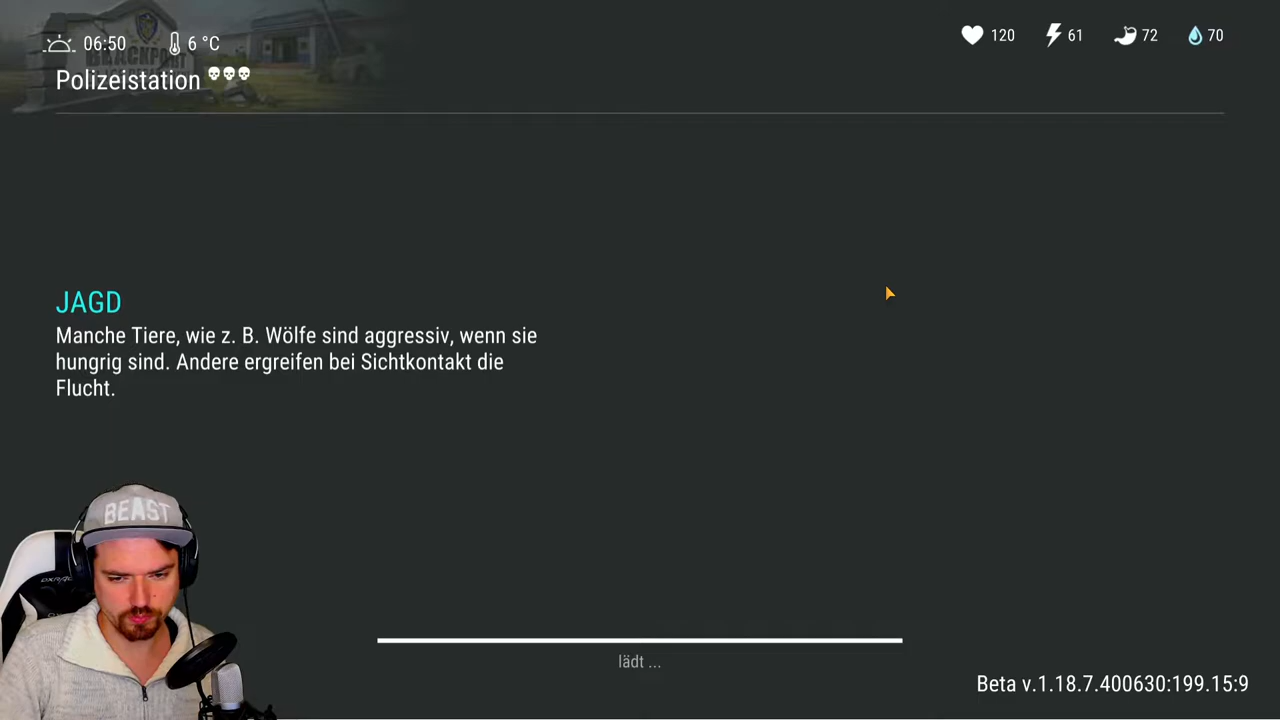 06:50 6 °C
120 61 72 70
BLACKPORT
Polizeistation
JAGD
Manche Tiere, wie z. B. Wölfe sind aggressiv, wenn sie
hungrig sind. Andere ergreifen bei Sichtkontakt die
Flucht.
BEAST
lädt ...
Beta v.1.18.7.400630:199.15:9